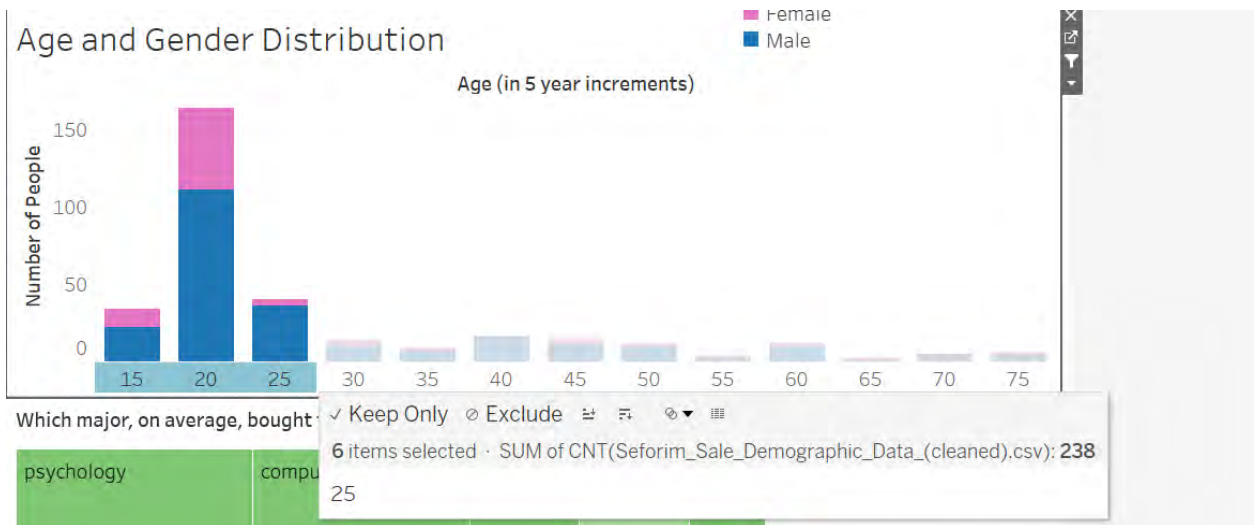 Female
Age and Gender Distribution
Male
Age (in 5 year increments)
Number of People
150
100
50
0
15 20 25 30 35 40 45 50 55 60 65 70 75
Which major, on average, bought
Keep Only Exclude
6 items selected · SUM of CNT(Seforim_Sale_Demographic_Data_(cleaned).csv): 238
25
psychology compu